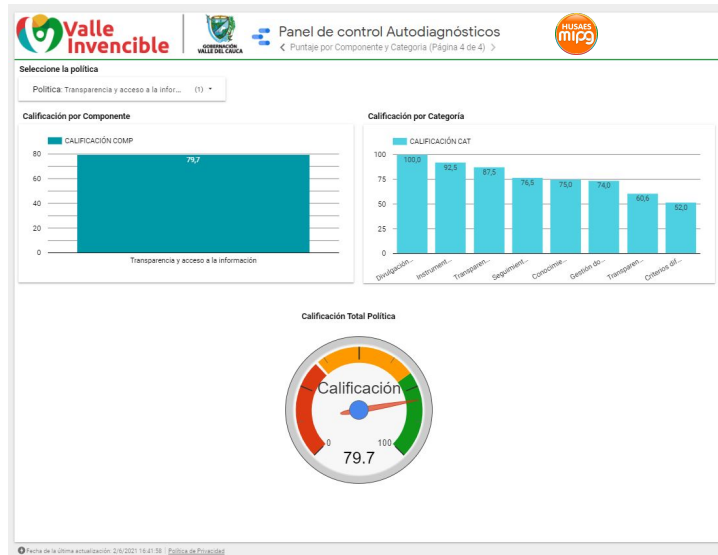 Valle
Invencible
GOBERNACIÓN
VALLE DEL CAUCA
Panel de control Autodiagnósticos
Puntaje por Componente y Categoria (Página 4 de 4)
HUSAES
mipg
Seleccione la política
Politica: Transparencia y acceso a la infor... (1)
Calificación por Componente
CALIFICACIÓN COMP
80
60
40
20
0
79,7
Transparencia y acceso a la información
Calificación por Categoría
CALIFICACIÓN CAT
100
75
50
25
0
100,0
92,5
87,5
76,5
75,0
74,0
60,6
52,0
Divulgación...
Instrument...
Transparen...
Seguimient...
Conocimie...
Gestión do...
Transparen...
Criterios dif...
Calificación Total Política
Calificación
0
100
79.7
Fecha de la última actualización: 2/6/2021 16:41:58 | Política de Privacidad